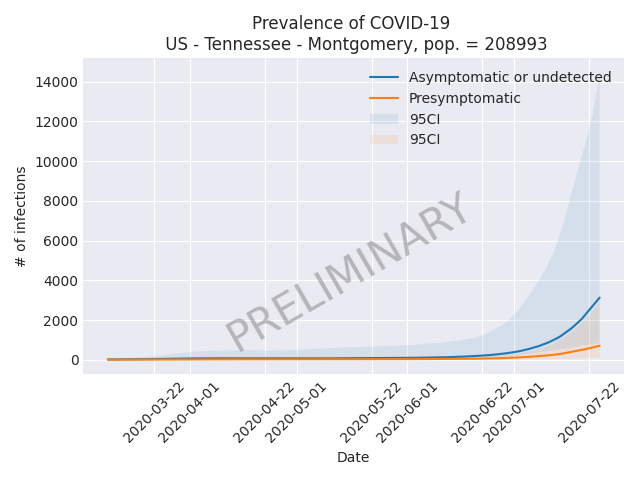 Prevalence of COVID-19
US - Tennessee - Montgomery, pop. = 208993
14000
12000
10000
8000
6000
4000
2000
0
# of infections
Asymptomatic or undetected
Presymptomatic
95CI
95CI
PRELIMINARY
2020-03-22
2020-04-01
2020-04-22
2020-05-01
2020-05-22
2020-06-01
2020-06-22
2020-07-01
2020-07-22
Date